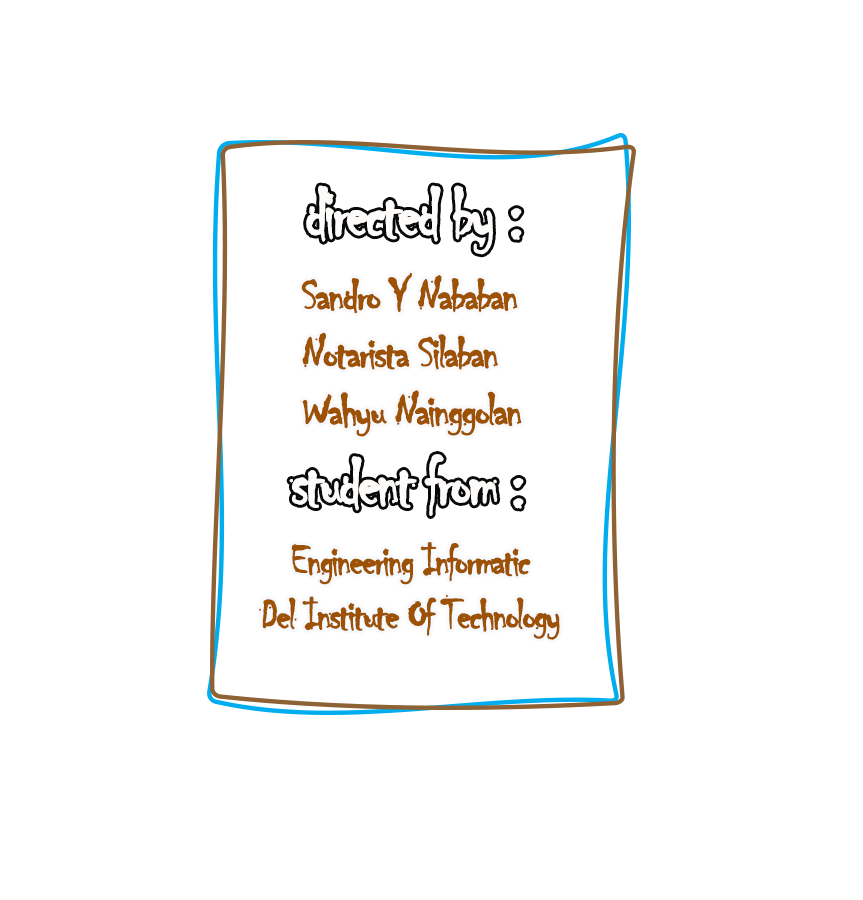 directed by :
Sandro Y Nababan
Notarista Silaban
Wahyu Nainggolan
student from :
Engineering Informatic
Del Institute Of Technology